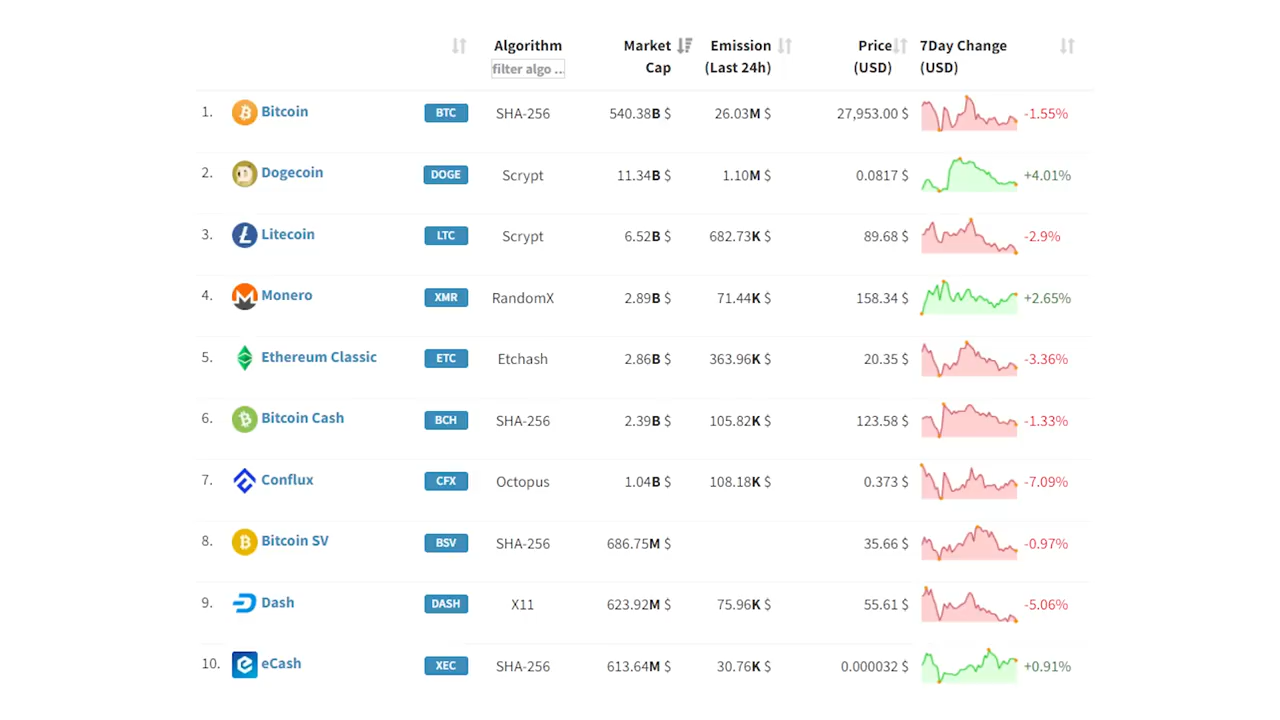 Algorithm Market Emission Price 7Day Change
filter algo ... Cap (Last 24h) (USD) (USD)
1. Bitcoin BTC SHA-256 540.38B $ 26.03M $ 27,953.00 $ -1.55%
2. Dogecoin DOGE Scrypt 11.34B $ 1.10M $ 0.0817 $ +4.01%
3. Litecoin LTC Scrypt 6.52B $ 682.73K $ 89.68 $ -2.9%
4. Monero XMR RandomX 2.89B $ 71.44K $ 158.34 $ +2.65%
5. Ethereum Classic ETC Etchash 2.86B $ 363.96K $ 20.35 $ -3.36%
6. Bitcoin Cash BCH SHA-256 2.39B $ 105.82K $ 123.58 $ -1.33%
7. Conflux CFX Octopus 1.04B $ 108.18K $ 0.373 $ -7.09%
8. Bitcoin SV BSV SHA-256 686.75M $ 35.66 $ -0.97%
9. Dash DASH X11 623.92M $ 75.96K $ 55.61 $ -5.06%
10. eCash XEC SHA-256 613.64M $ 30.76K $ 0.000032 $ +0.91%